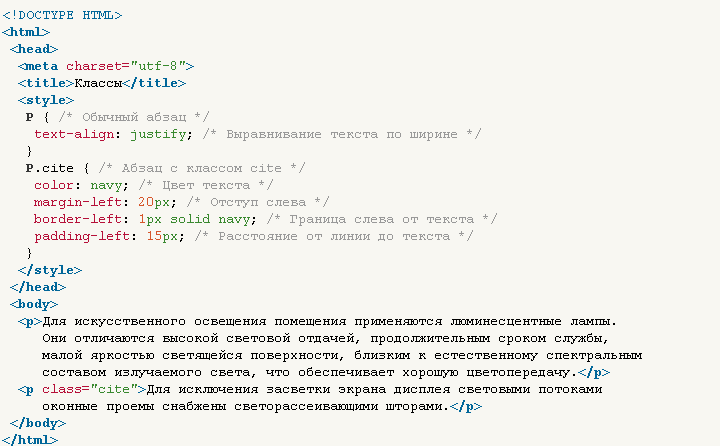 <!DOCTYPE HTML>
<html>
<head>
<meta charset="utf-8">
<title>Классы</title>
<style>
P { /* Обычный абзац */
text-align: justify; /* Выравнивание текста по ширине */
}
P.cite { /* Абзац с классом cite */
color: navy; /* Цвет текста */
margin-left: 20px; /* Отступ слева */
border-left: 1px solid navy; /* Граница слева от текста */
padding-left: 15px; /* Расстояние от линии до текста */
}
</style>
</head>
<body>
<p>Для искусственного освещения помещения применяются люминесцентные лампы.
Они отличаются высокой световой отдачей, продолжительным сроком службы,
малой яркостью светящейся поверхности, близким к естественному спектральным
составом излучаемого света, что обеспечивает хорошую цветопередачу.</p>
<p class="cite">Для исключения засветки экрана дисплея световыми потоками
оконные проемы снабжены светорассеивающими шторами.</p>
</body>
</html>